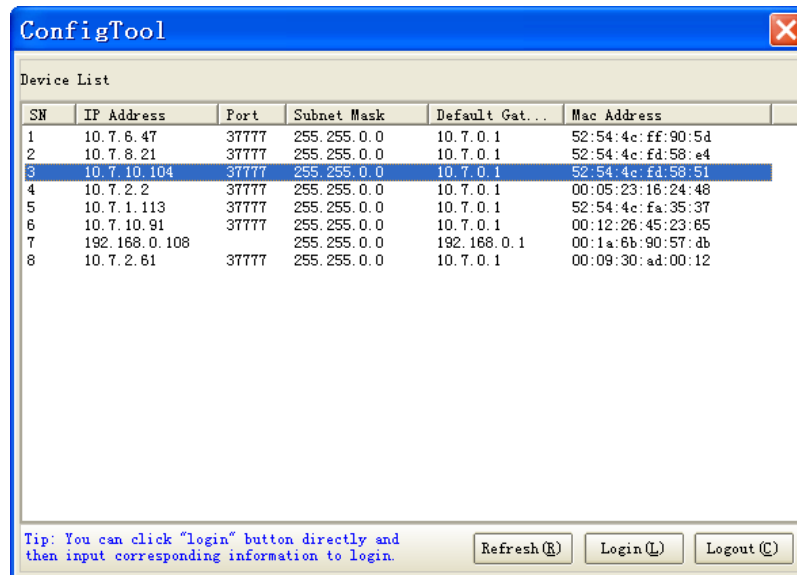 ConfigTool
Device List
SN IP Address Port Subnet Mask Default Gat... Mac Address
1 10.7.6.47 37777 255.255.0.0 10.7.0.1 52:54:4c:ff:90:5d
2 10.7.8.21 37777 255.255.0.0 10.7.0.1 52:54:4c:fd:58:e4
3 10.7.10.104 37777 255.255.0.0 10.7.0.1 52:54:4c:fd:58:51
4 10.7.2.2 37777 255.255.0.0 10.7.0.1 00:05:23:16:24:48
5 10.7.1.113 37777 255.255.0.0 10.7.0.1 52:54:4c:fa:35:37
6 10.7.10.91 37777 255.255.0.0 10.7.0.1 00:12:26:45:23:65
7 192.168.0.108 255.255.0.0 192.168.0.1 00:1a:6b:90:57:db
8 10.7.2.61 37777 255.255.0.0 10.7.0.1 00:09:30:ad:00:12
Tip: You can click "login" button directly and
then input corresponding information to login.
Refresh(R) Login(L) Logout(C)